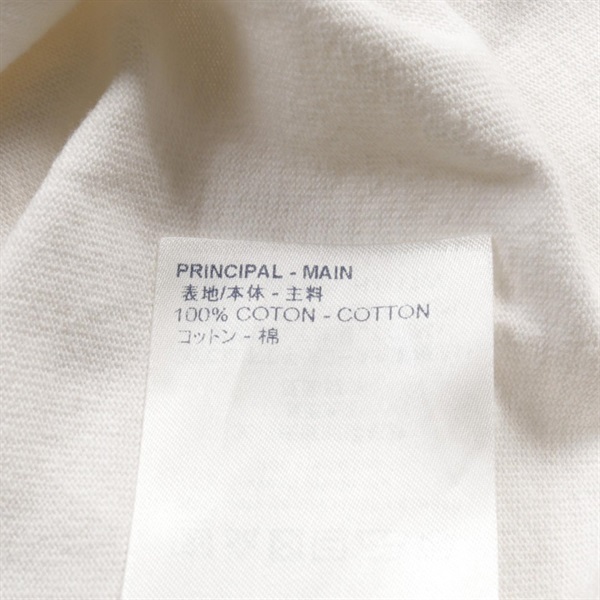 PRINCIPAL - MAIN
表地/本体 - 主料
100% COTON - COTTON
コットン - 棉